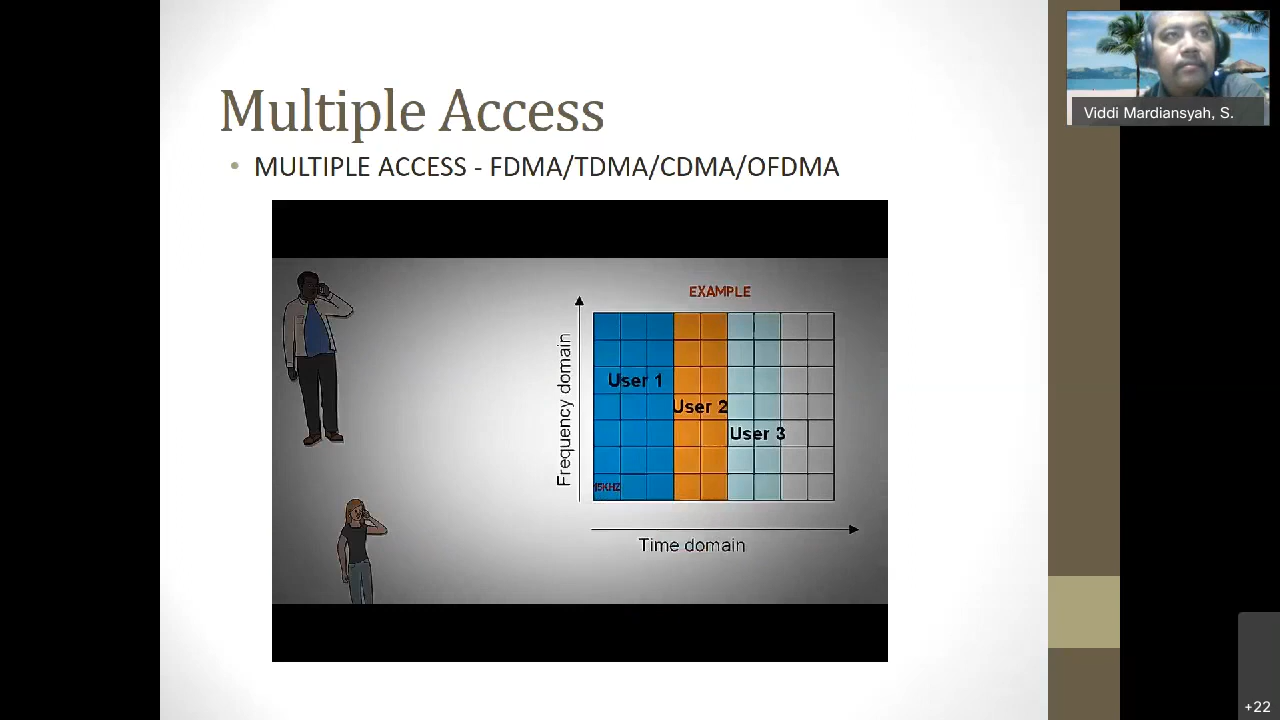 Multiple Access
MULTIPLE ACCESS - FDMA/TDMA/CDMA/OFDMA
EXAMPLE
Frequency domain
User 1
User 2
User 3
15KHZ
Time domain
Viddi Mardiansyah, S.
+22